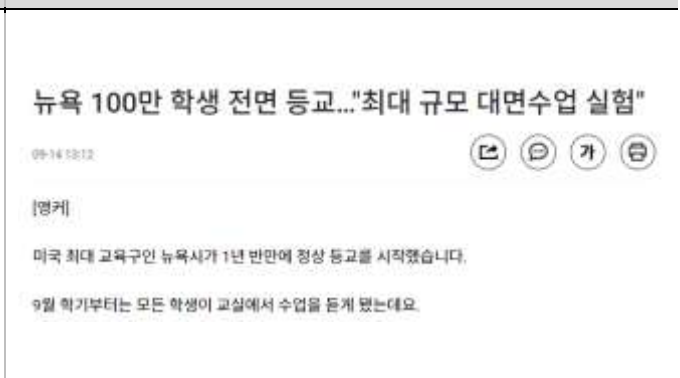 뉴욕 100만 학생 전면 등교..."최대 규모 대면수업 실험"
09-14 13:12
가
[앵커]
미국 최대 교육구인 뉴욕시가 1년 반만에 정상 등교를 시작했습니다.
9월 학기부터는 모든 학생이 교실에서 수업을 듣게 됐는데요.